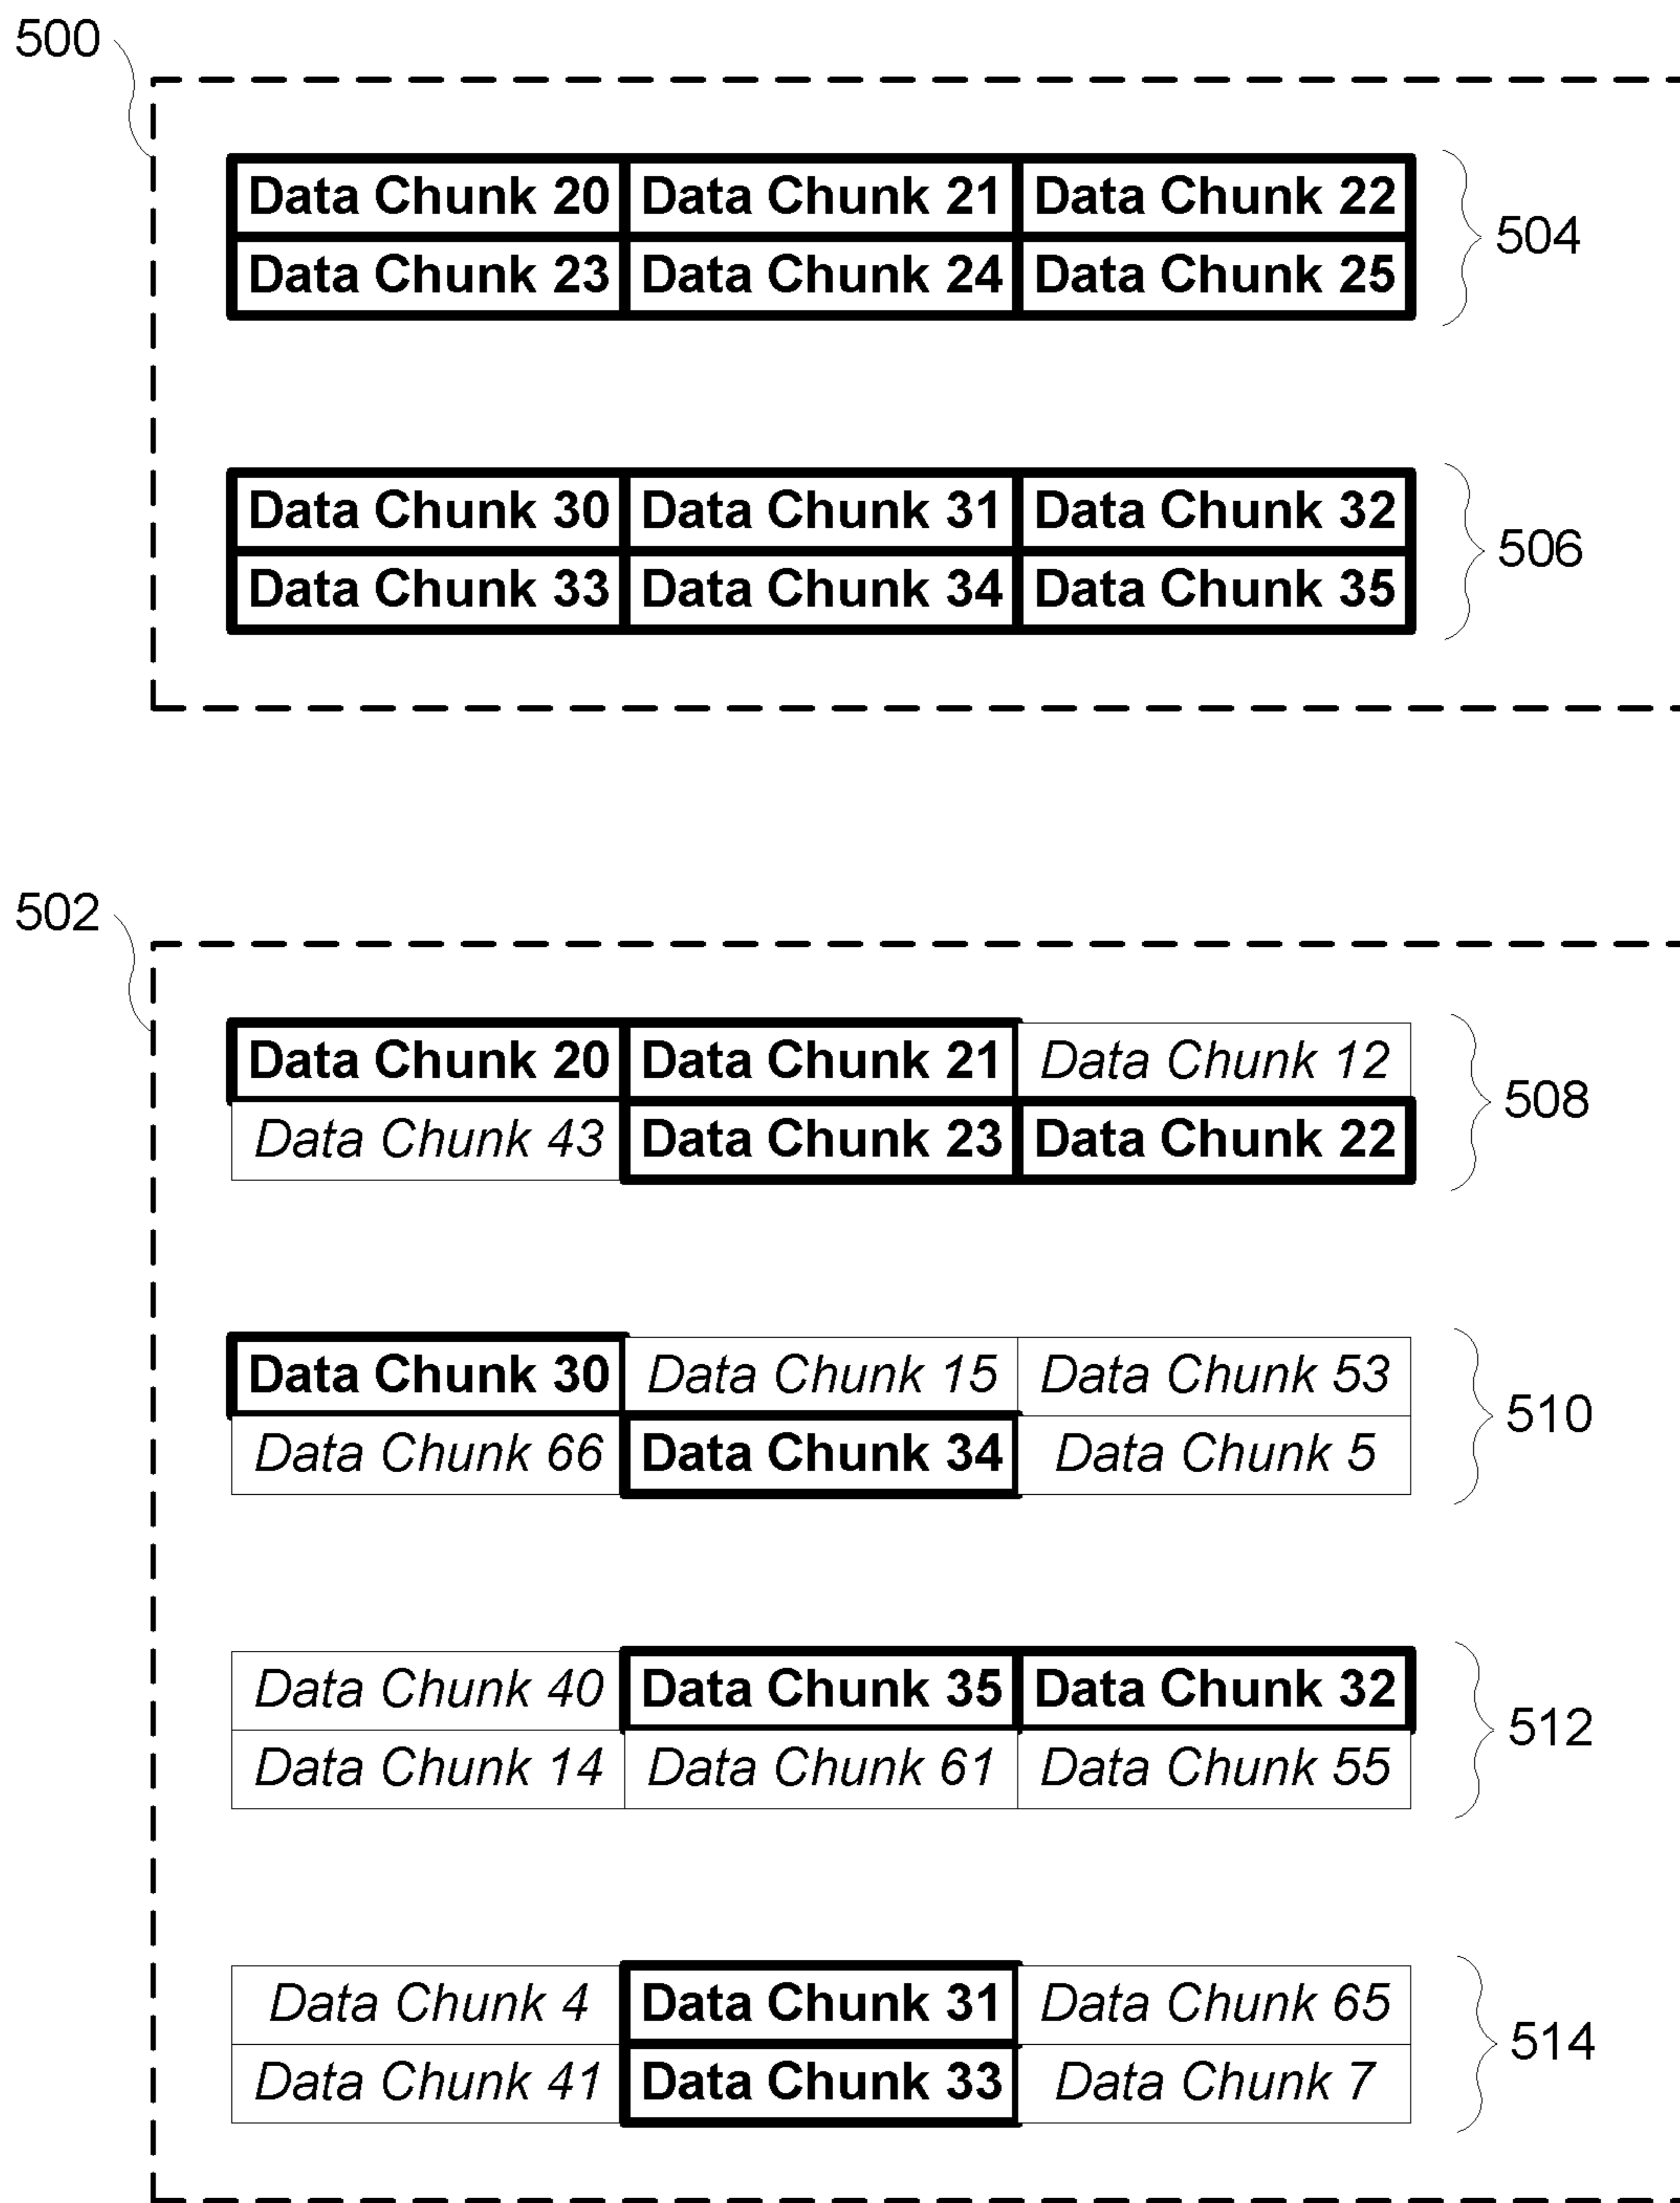 500
Data Chunk 20 Data Chunk 21 Data Chunk 22
504
Data Chunk 23 Data Chunk 24 Data Chunk 25
Data Chunk 30 Data Chunk 31 Data Chunk 32
506
Data Chunk 33 Data Chunk 34 Data Chunk 35
502
Data Chunk 20 Data Chunk 21 Data Chunk 12
508
Data Chunk 43 Data Chunk 23 Data Chunk 22
Data Chunk 30 Data Chunk 15 Data Chunk 53
510
Data Chunk 66 Data Chunk 34 Data Chunk 5
Data Chunk 40 Data Chunk 35 Data Chunk 32
512
Data Chunk 14 Data Chunk 61 Data Chunk 55
Data Chunk 4 Data Chunk 31 Data Chunk 65
514
Data Chunk 41 Data Chunk 33 Data Chunk 7